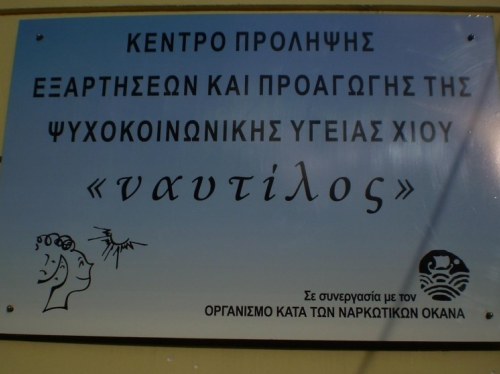 ΚΕΝΤΡΟ ΠΡΟΛΗΨΗΣ
ΕΞΑΡΤΗΣΕΩΝ ΚΑΙ ΠΡΟΑΓΩΓΗΣ ΤΗΣ
ΨΥΧΟΚΟΙΝΩΝΙΚΗΣ ΥΓΕΙΑΣ ΧΙΟΥ
«ναυτίλος»
Σε συνεργασία με τον
ΟΡΓΑΝΙΣΜΟ ΚΑΤΑ ΤΩΝ ΝΑΡΚΩΤΙΚΩΝ ΟΚΑΝΑ